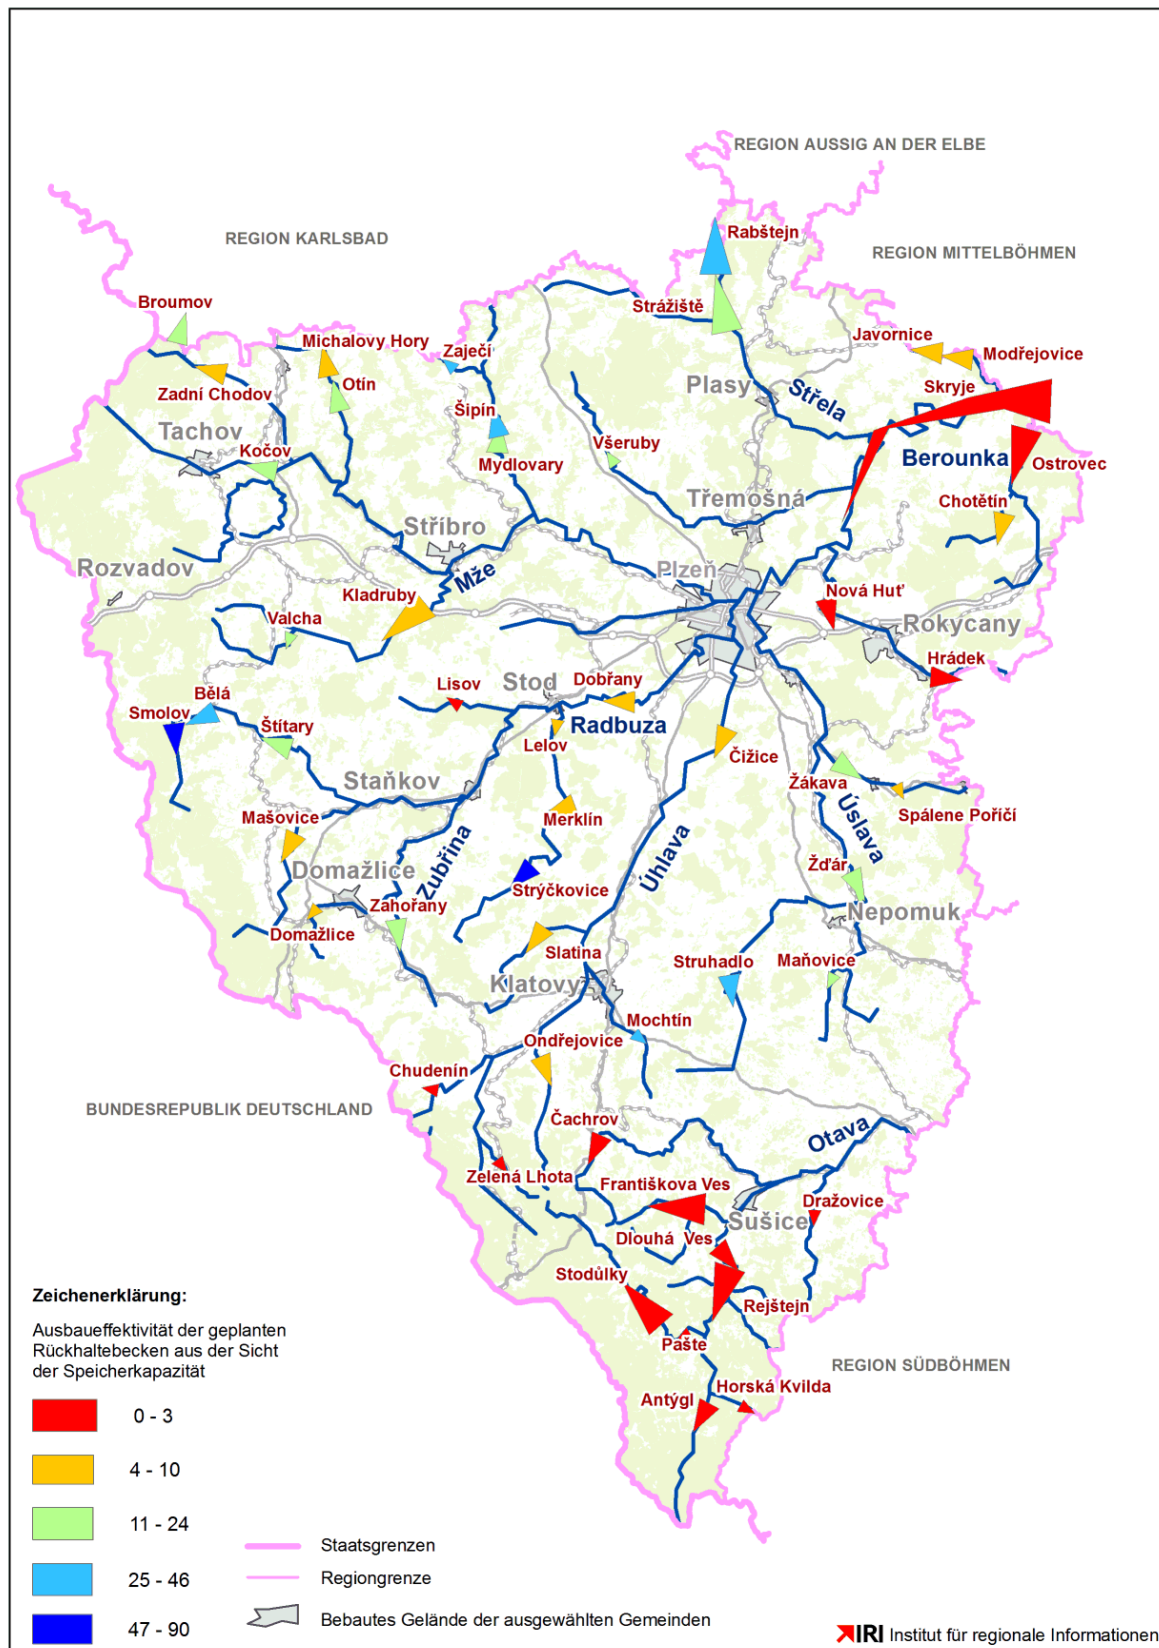 REGION AUSSIG AN DER ELBE
REGION KARLSBAD
Rabštejn
REGION MITTELBÖHMEN
Broumov
Strážiště
Michalovy Hory
Zaječí
Javornice
Modřejovice
Zadní Chodov
Otín
Plasy
Skryje
Střela
Šipín
Tachov
Kočov
Všeruby
Berounka
Mydlovary
Ostrovec
Třemošná
Chotětín
Stříbro
Rozvadov
Mže
Plzeň
Kladruby
Nová Huť
Valcha
Rokycany
Hrádek
Lisov
Stod
Dobřany
Bělá
Smolov
Štítary
Radbuza
Lelov
Čižice
Staňkov
Žákava
Spálene Poříčí
Mašovice
Merklín
Úslava
Zubřina
Úhlava
Domažlice
Strýčkovice
Žďár
Zahořany
Nepomuk
Domažlice
Slatina
Struhadlo
Maňovice
Klatovy
Mochtín
Ondřejovice
Chudenín
BUNDESREPUBLIK DEUTSCHLAND
Čachrov
Otava
Zelená Lhota
Františkova Ves
Dražovice
Sušice
Dlouhá Ves
Stodůlky
Rejštejn
Pašte
REGION SÜDBÖHMEN
Horská Kvilda
Antýgl
Zeichenerklärung:
Ausbaueffektivität der geplanten
Rückhaltebecken aus der Sicht
der Speicherkapazität
0 - 3
4 - 10
11 - 24
25 - 46
47 - 90
Staatsgrenzen
Regiongrenze
Bebautes Gelände der ausgewählten Gemeinden
IRI Institut für regionale Informationen